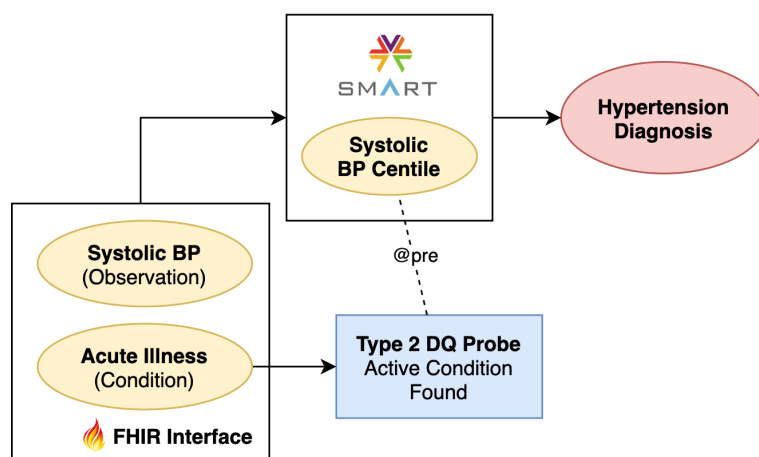 SMART
Systolic
BP Centile
Hypertension
Diagnosis
Systolic BP
(Observation)
@pre
Acute Illness
(Condition)
Type 2 DQ Probe
Active Condition
Found
FHIR Interface